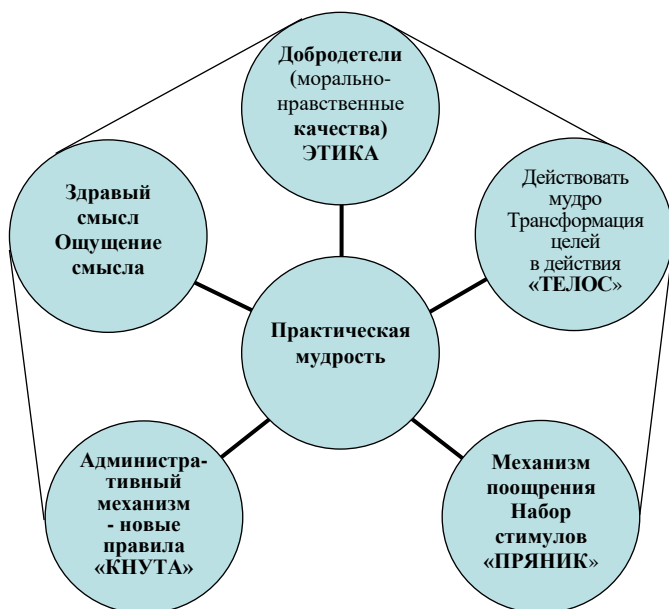 Добродетели
(морально-
нравственные
качества)
ЭТИКА
Здравый
смысл
Ощущение
смысла
Действовать
мудро
Трансформация
целей
в действия
«ТЕЛОС»
Практическая
мудрость
Администра-
тивный
механизм
- новые
правила
«КНУТА»
Механизм
поощрения
Набор
стимулов
«ПРЯНИК»